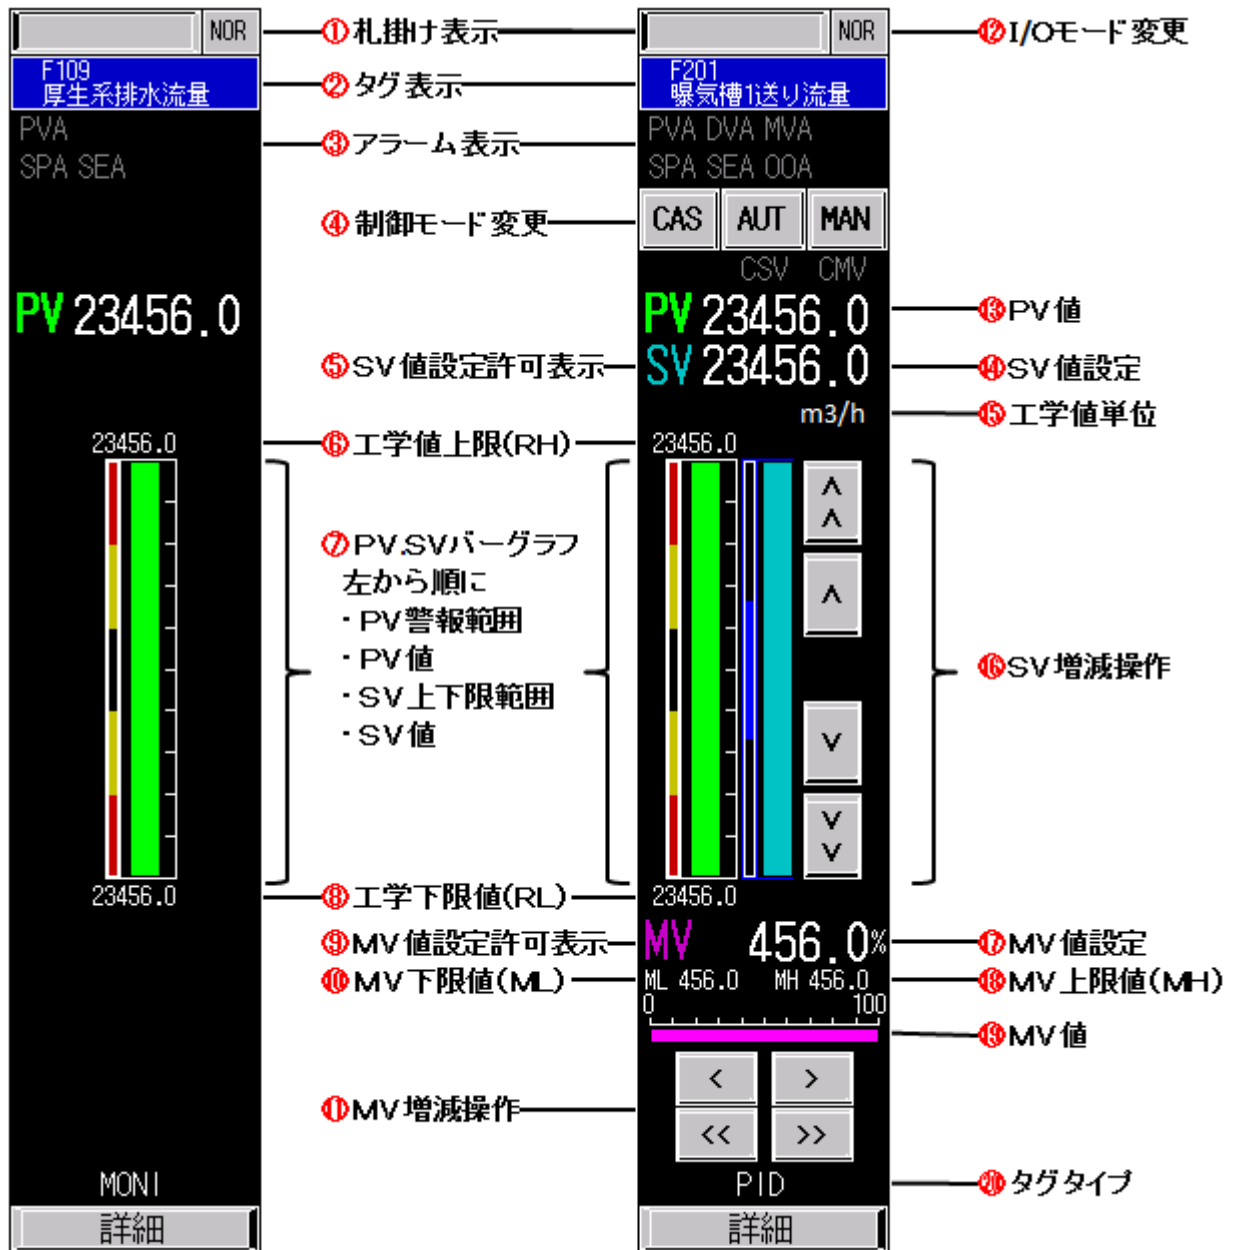 NOR
F109
厚生系排水流量
PVA
SPA SEA
PV 23456.0
23456.0
23456.0
MONI
詳細
①札掛け表示
②タグ表示
③アラーム表示
④制御モード変更
⑤SV値設定許可表示
⑥工学値上限(RH)
⑦PV.SVバーグラフ
左から順に
・PV警報範囲
・PV値
・SV上下限範囲
・SV値
⑧工学下限値(RL)
⑨MV値設定許可表示
⑩MV下限値(ML)
⑪MV増減操作
NOR
F201
曝気槽1送り流量
PVA DVA MVA
SPA SEA OOA
CAS AUT MAN
CSV CMV
PV 23456.0
SV 23456.0
m3/h
23456.0
^
^
^
v
v
v
23456.0
MV 456.0%
ML 456.0 MH 456.0
0 100
< >
<< >>
PID
詳細
⑫I/Oモード変更
⑬PV値
⑭SV値設定
⑮工学値単位
⑯SV増減操作
⑰MV値設定
⑱MV上限値(MH)
⑲MV値
⑳タグタイプ